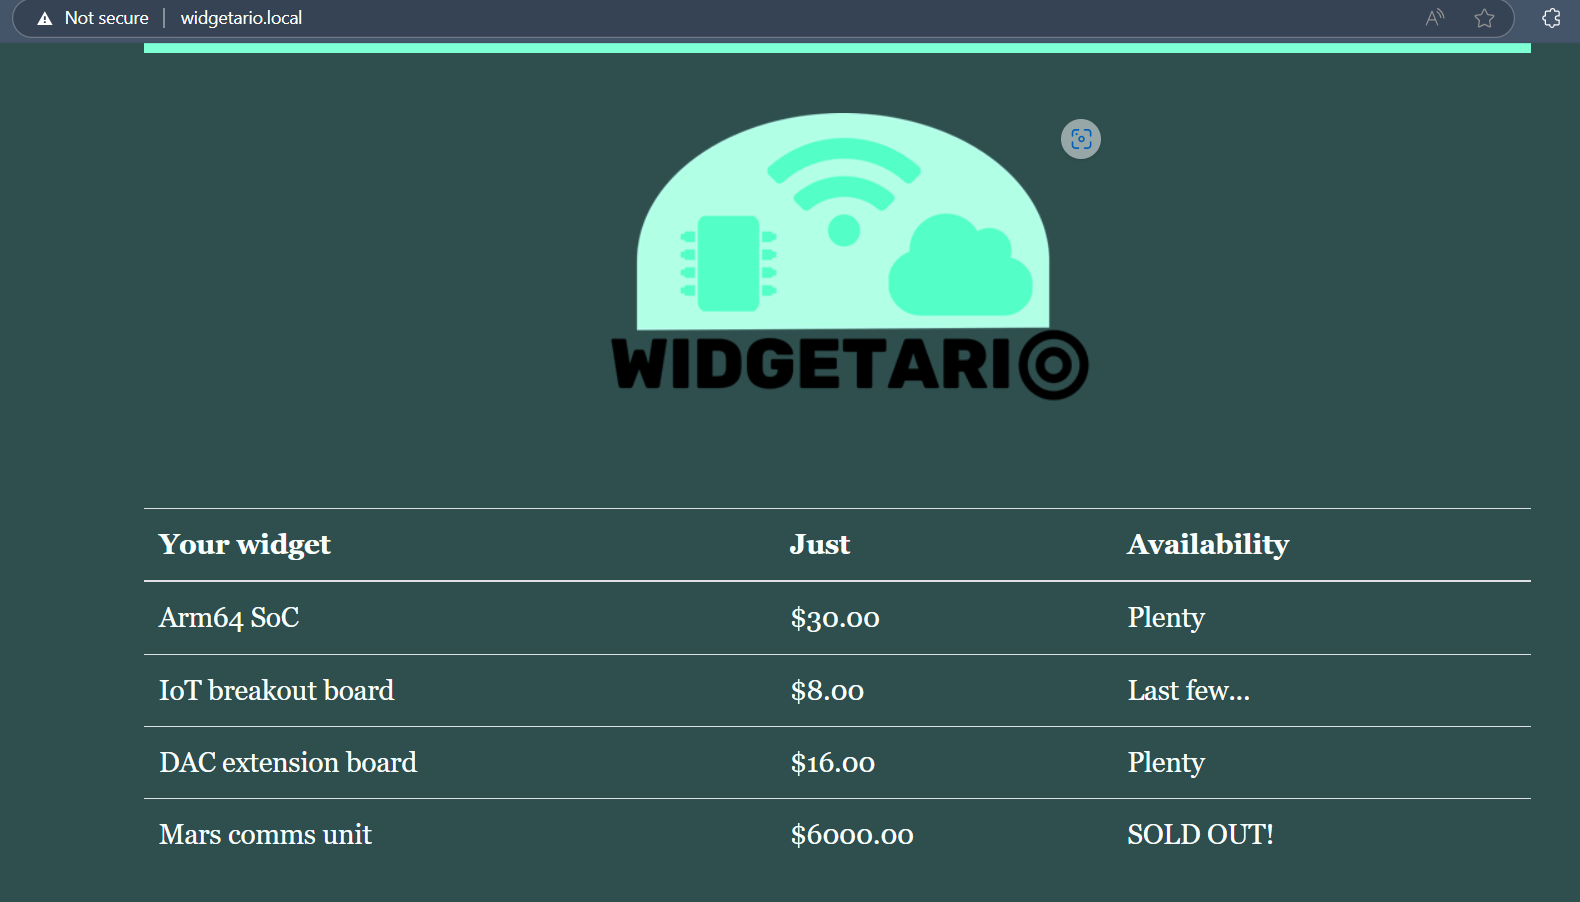 Not secure widgetario.local
WIDGETARIO
Your widget Just Availability
Arm64 SoC $30.00 Plenty
IoT breakout board $8.00 Last few...
DAC extension board $16.00 Plenty
Mars comms unit $6000.00 SOLD OUT!